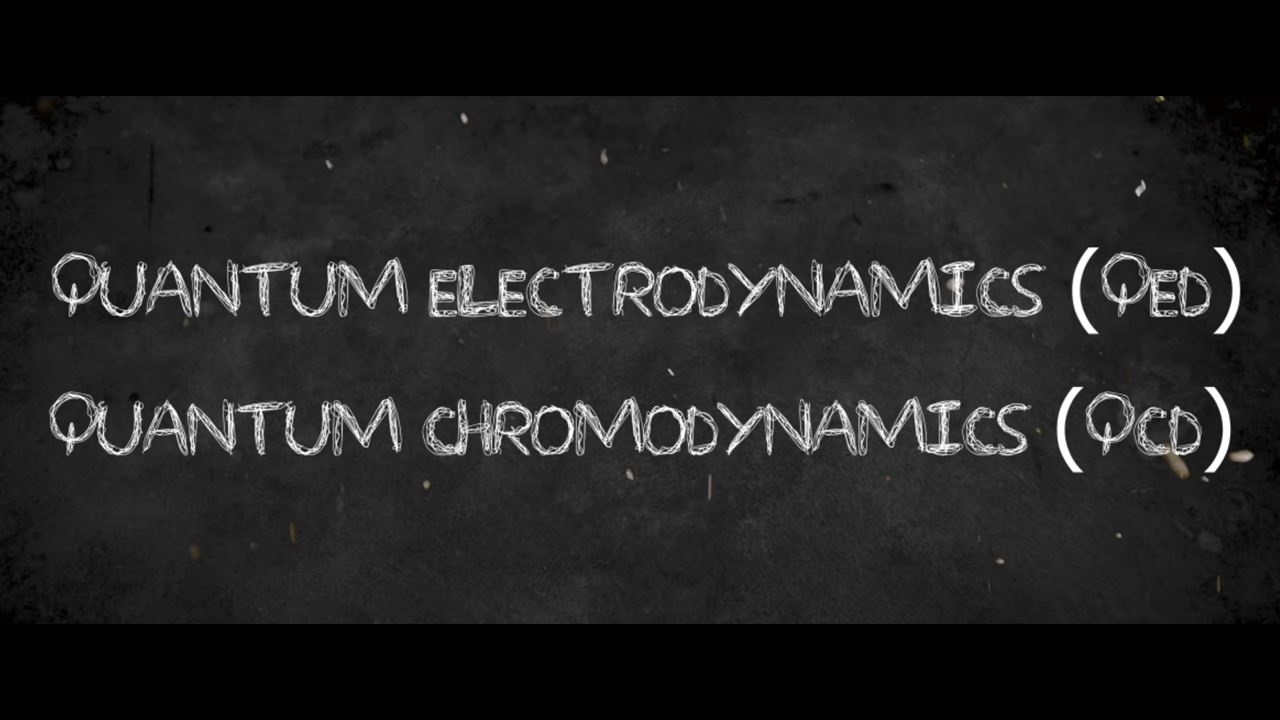 QUANTUM ELECTRODYNAMICS (QED)
QUANTUM CHROMODYNAMICS (QCD)